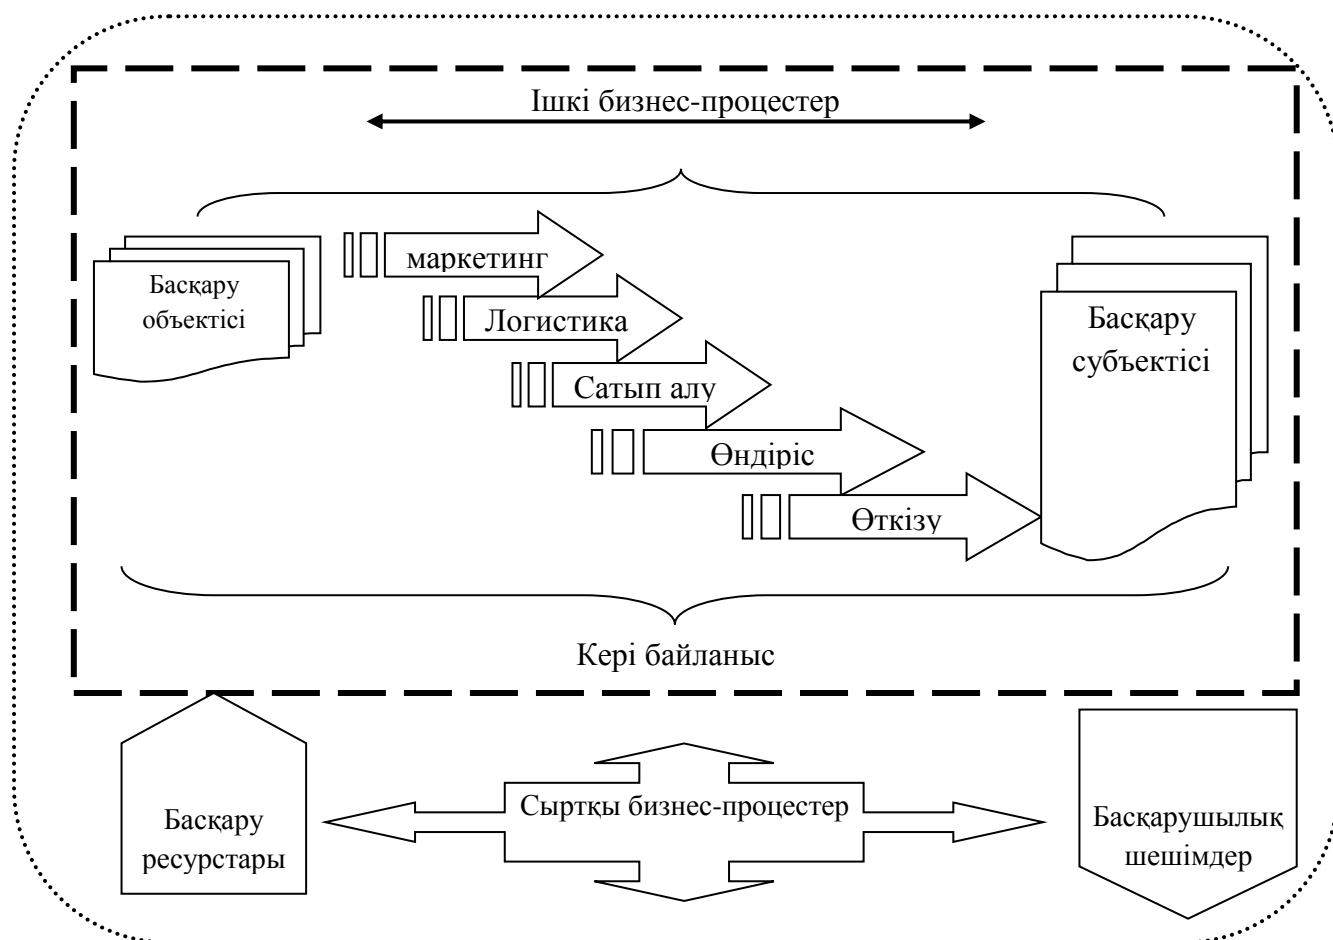 Ішкі бизнес-процестер
маркетинг
Басқару
объектісі
Логистика
Басқару
субъектісі
Сатып алу
Өндіріс
Өткізу
Кері байланыс
Басқару
ресурстары
Сыртқы бизнес-процестер
Басқарушылық
шешімдер